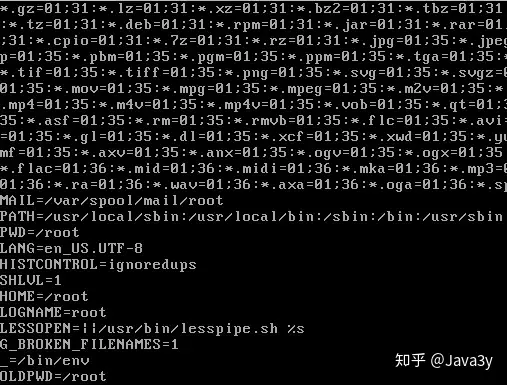 *.gz=01;31:*.lz=01;31:*.xz=01;31:*.bz2=01;31:*.tbz=01;31
:*.tz=01;31:*.deb=01;31:*.rpm=01;31:*.jar=01;31:*.rar=01
;31:*.cpio=01;31:*.7z=01;31:*.rz=01;31:*.jpg=01;35:*.jpeg
p=01;35:*.pbm=01;35:*.pgm=01;35:*.ppm=01;35:*.tga=01;35
*.tif=01;35:*.tiff=01;35:*.png=01;35:*.svg=01;35:*.svgz=
:*.mov=01;35:*.mpg=01;35:*.mpeg=01;35:*.m2v=01;35:
.mp4=01;35:*.m4v=01;35:*.mp4v=01;35:*.vob=01;35:*.qt=01;
35:*.asf=01;35:*.rm=01;35:*.rmvb=01;35:*.flc=01;35:*.avi=
:*.gl=01;35:*.dl=01;35:*.xcf=01;35:*.xwd=01;35:*.yu
mf=01;35:*.axv=01;35:*.anx=01;35:*.ogv=01;35:*.ogx=01;35
*.flac=01;36:*.mid=01;36:*.midi=01;36:*.mka=01;36:*.mp3=0
6:*.ra=01;36:*.wav=01;36:*.axa=01;36:*.oga=01;36:*.sp
MAIL=/var/spool/mail/root
PATH=/usr/local/sbin:/usr/local/bin:/sbin:/bin:/usr/sbin
PWD=/root
LANG=en_US.UTF-8
HISTCONTROL=ignoredups
SHLVL=1
HOME=/root
LOGNAME=root
LESSOPEN=||/usr/bin/lesspipe.sh %s
G_BROKEN_FILENAMES=1
_=/bin/env
OLDPWD=/root
知乎 @Java3y